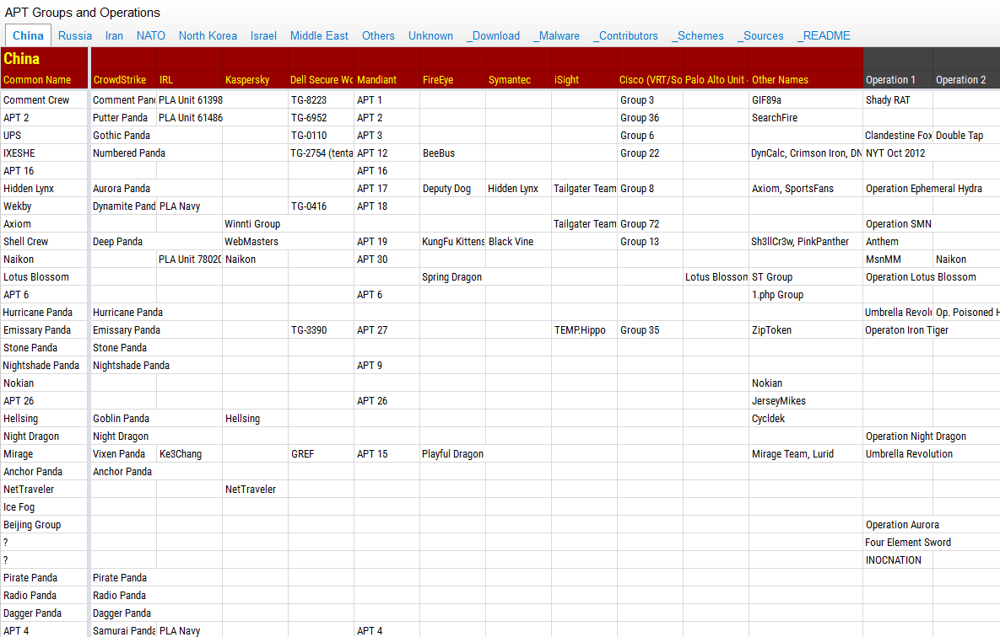 APT Groups and Operations
China Russia Iran NATO North Korea Israel Middle East Others Unknown _Download _Malware _Contributors _Schemes _Sources _README
China
Common Name CrowdStrike IRL Kaspersky Dell Secure Wo Mandiant FireEye Symantec iSight Cisco (VRT/So Palo Alto Unit Other Names Operation 1 Operation 2
Comment Crew Comment Pand PLA Unit 61398 TG-8223 APT 1 Group 3 GIF89a Shady RAT
APT 2 Putter Panda PLA Unit 61486 TG-6952 APT 2 Group 36 SearchFire
UPS Gothic Panda TG-0110 APT 3 Group 6 Clandestine Fox Double Tap
IXESHE Numbered Panda TG-2754 (tenta APT 12 BeeBus Group 22 DynCalc, Crimson Iron, DN NYT Oct 2012
APT 16 APT 16
Hidden Lynx Aurora Panda APT 17 Deputy Dog Hidden Lynx Tailgater Team Group 8 Axiom, SportsFans Operation Ephemeral Hydra
Wekby Dynamite Pand PLA Navy TG-0416 APT 18
Axiom Winnti Group Tailgater Team Group 72 Operation SMN
Shell Crew Deep Panda WebMasters APT 19 KungFu Kittens Black Vine Group 13 Sh3llCr3w, PinkPanther Anthem
Naikon PLA Unit 78020 Naikon APT 30 MsnMM Naikon
Lotus Blossom Spring Dragon Lotus Blossom ST Group Operation Lotus Blossom
APT 6 APT 6 1.php Group
Hurricane Panda Hurricane Panda Umbrella Revolu Op. Poisoned H
Emissary Panda Emissary Panda TG-3390 APT 27 TEMP.Hippo Group 35 ZipToken Operaton Iron Tiger
Stone Panda Stone Panda
Nightshade Panda Nightshade Panda APT 9
Nokian Nokian
APT 26 APT 26 JerseyMikes
Hellsing Goblin Panda Hellsing Cycldek
Night Dragon Night Dragon Operation Night Dragon
Mirage Vixen Panda Ke3Chang GREF APT 15 Playful Dragon Mirage Team, Lurid Umbrella Revolution
Anchor Panda Anchor Panda
NetTraveler NetTraveler
Ice Fog
Beijing Group Operation Aurora
? Four Element Sword
? INOCNATION
Pirate Panda Pirate Panda
Radio Panda Radio Panda
Dagger Panda Dagger Panda
APT 4 Samurai Panda PLA Navy APT 4